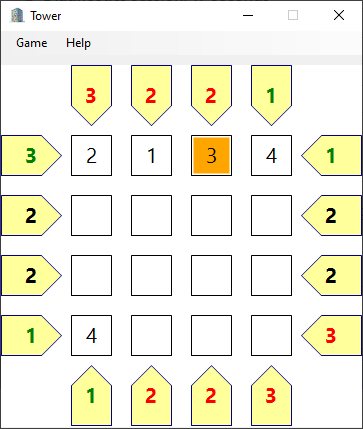 Tower
Game Help
3 2 2 1
3 2 1 3 4 1
2 2
2 2
1 4 3
1 2 2 3